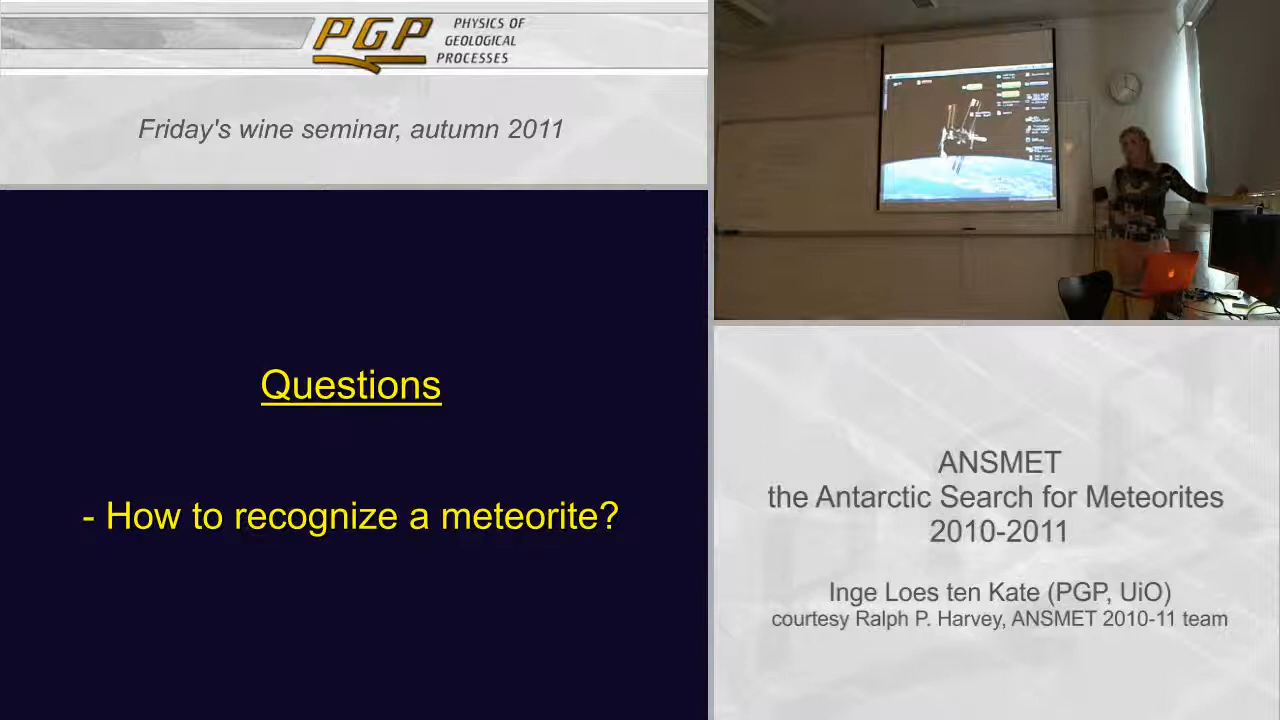 PGP PHYSICS OF
GEOLOGICAL
PROCESSES
Friday's wine seminar, autumn 2011
Questions
- How to recognize a meteorite?
ANSMET
the Antarctic Search for Meteorites
2010-2011
Inge Loes ten Kate (PGP, UiO)
courtesy Ralph P. Harvey, ANSMET 2010-11 team